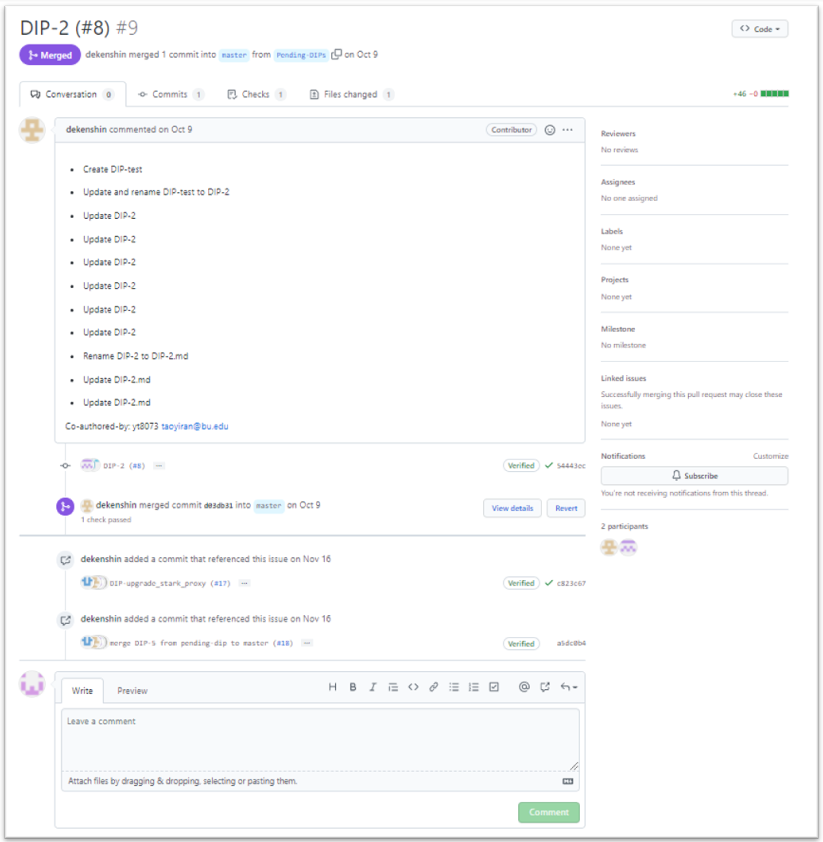 DIP-2 (#8) #9
Code
Merged dekenshin merged 1 commit into master from Pending-DIPs on Oct 9
Conversation 0 Commits 1 Checks 1 Files changed 1
+46 -0
dekenshin commented on Oct 9
Contributor
Create DIP-test
Update and rename DIP-test to DIP-2
Update DIP-2
Update DIP-2
Update DIP-2
Update DIP-2
Update DIP-2
Update DIP-2
Rename DIP-2 to DIP-2.md
Update DIP-2.md
Update DIP-2.md
Co-authored-by: yt8073 taoyiran@bu.edu
DIP-2 (#8)
Verified 54443ec
dekenshin merged commit d03db31 into master on Oct 9
1 check passed
View details Revert
dekenshin added a commit that referenced this issue on Nov 16
DIP-upgrade_stark_proxy (#17)
Verified c823c67
dekenshin added a commit that referenced this issue on Nov 16
merge DIP-5 from pending-dip to master (#18)
Verified
Write Preview
Leave a comment
Attach files by dragging & dropping, selecting or pasting them.
Comment
Reviewers
No reviews
Assignees
No one assigned
Labels
None yet
Projects
None yet
Milestone
No milestone
Linked issues
Successfully merging this pull request may close these
issues.
None yet
Notifications Customize
Subscribe
You're not receiving notifications from this thread.
2 participants